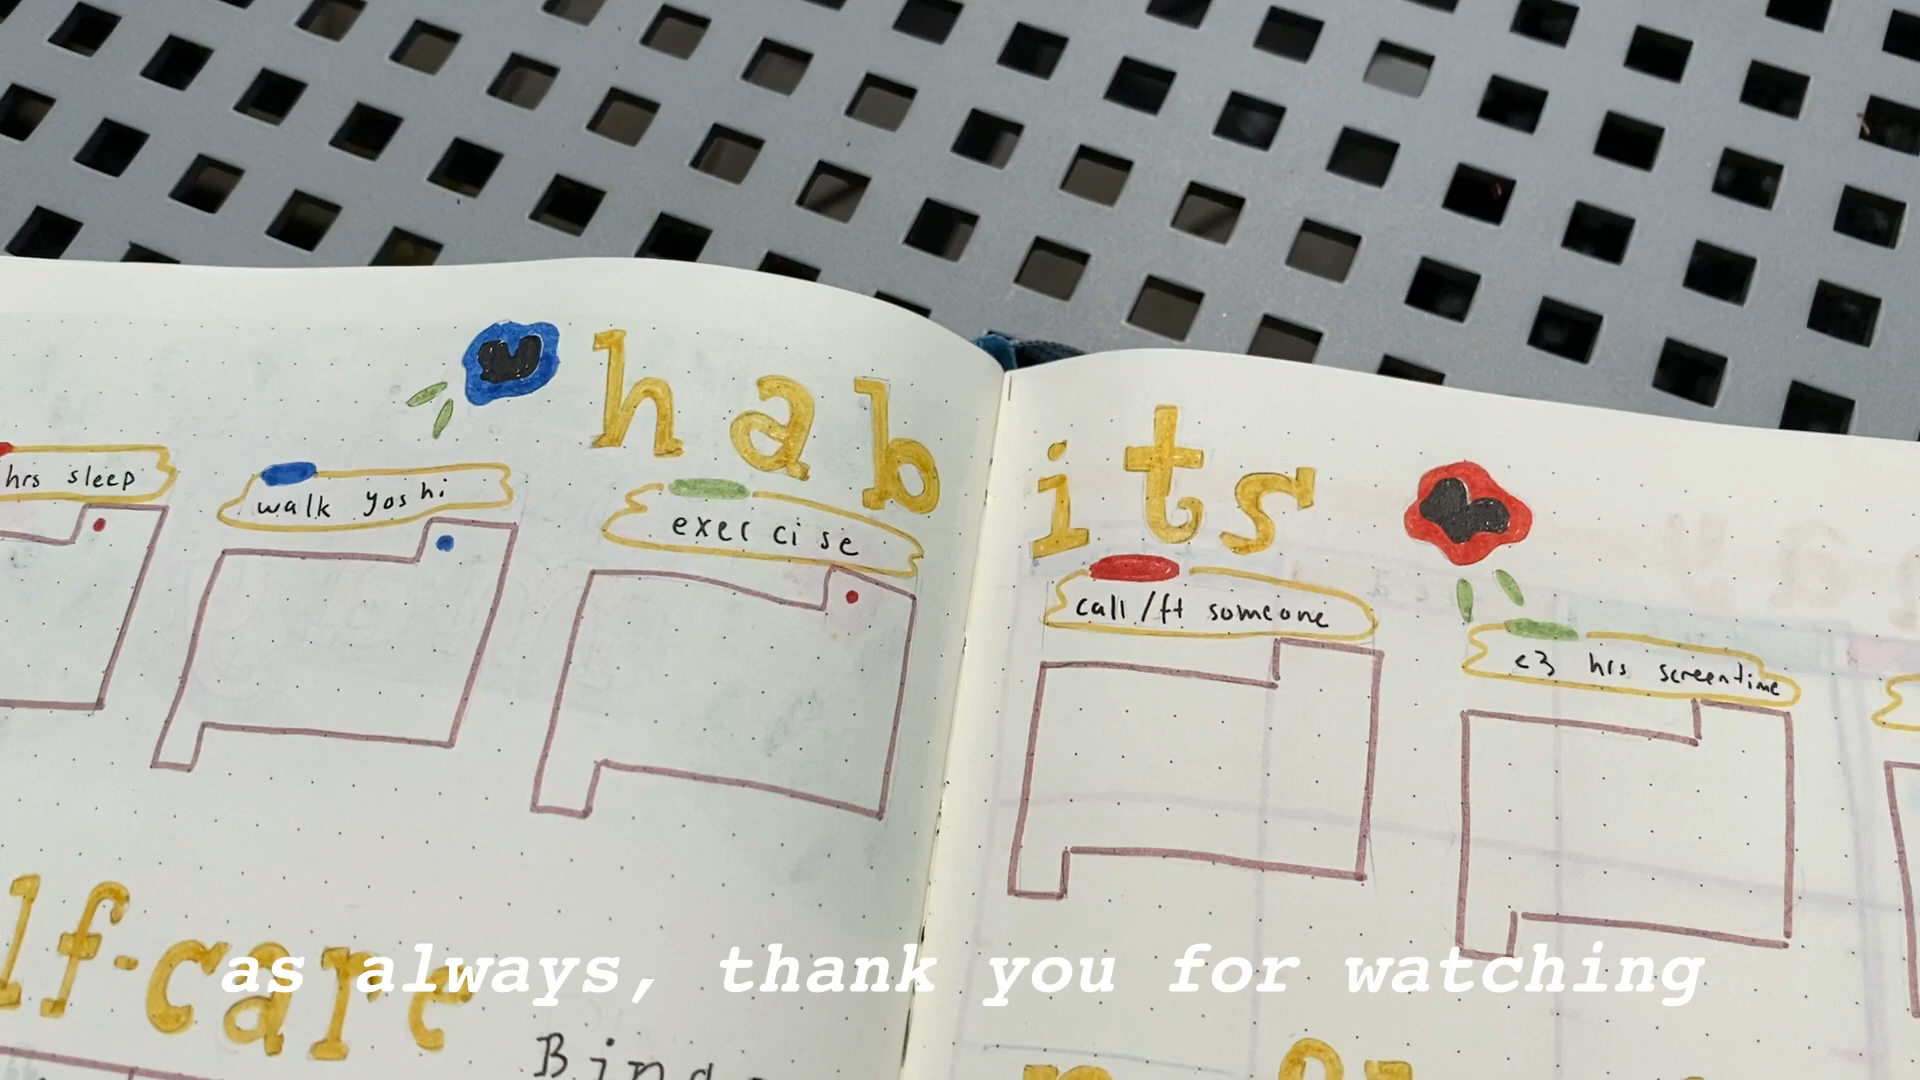 habits
hrs sleep
walk yoshi
exercise
call/ft someone
<3 hrs screentime
lf-care
as always, thank you for watching